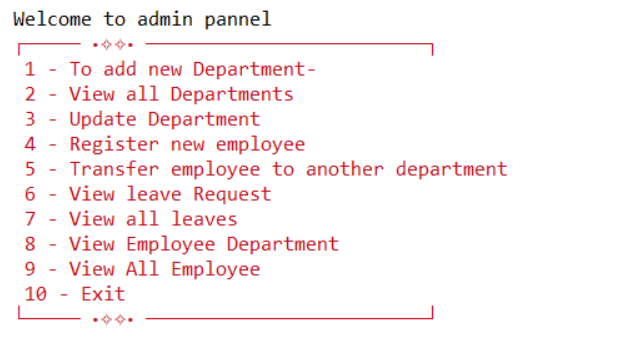 Welcome to admin pannel
┌───── •✧✧• ─────────────────────────┐
1 - To add new Department-
2 - View all Departments
3 - Update Department
4 - Register new employee
5 - Transfer employee to another department
6 - View leave Request
7 - View all leaves
8 - View Employee Department
9 - View All Employee
10 - Exit
└───── •✧✧• ─────────────────────────┘